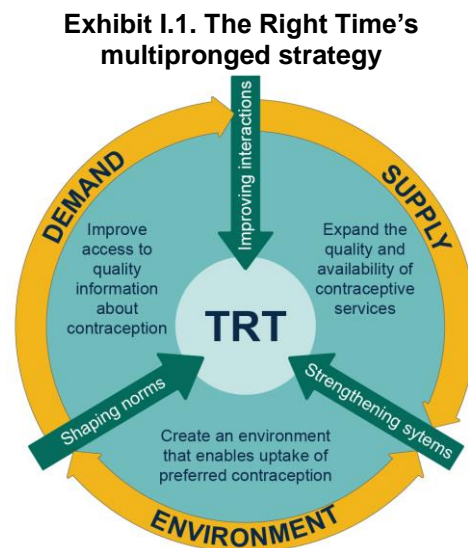 Exhibit I.1. The Right Time's
multipronged strategy
DEMAND
Improving interactions
SUPPLY
Improve
access to
quality
information
about
contraception
Expand the
quality and
availability of
contraceptive
services
TRT
Shaping norms
Strengthening sytems
Create an environment
that enables uptake of
preferred contraception
ENVIRONMENT